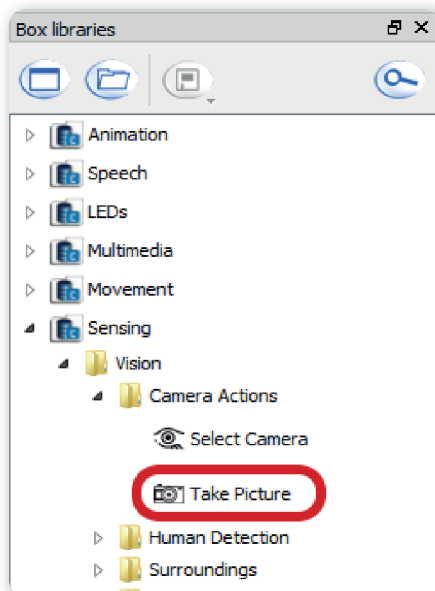 Box libraries
Animation
Speech
LEDs
Multimedia
Movement
Sensing
Vision
Camera Actions
Select Camera
Take Picture
Human Detection
Surroundings